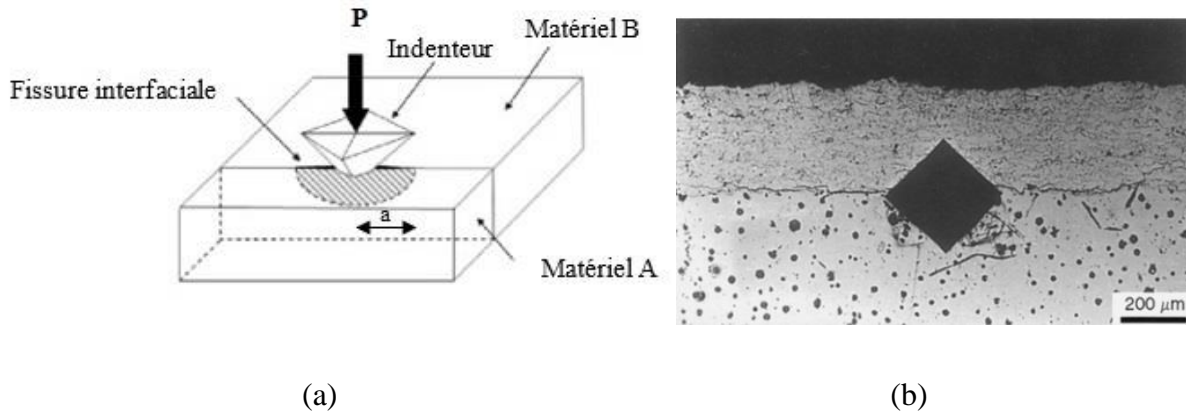 P
Matériel B
Indenteur
Fissure interfaciale
a
Matériel A
200 µm
(a)
(b)